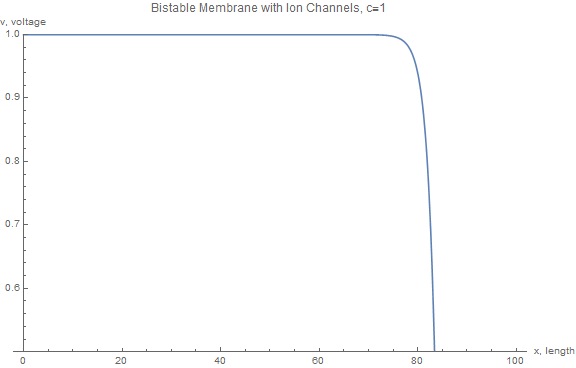 Bistable Membrane with Ion Channels, c=1
v, voltage
1.0
0.9
0.8
0.7
0.6
0 20 40 60 80 100 x, length